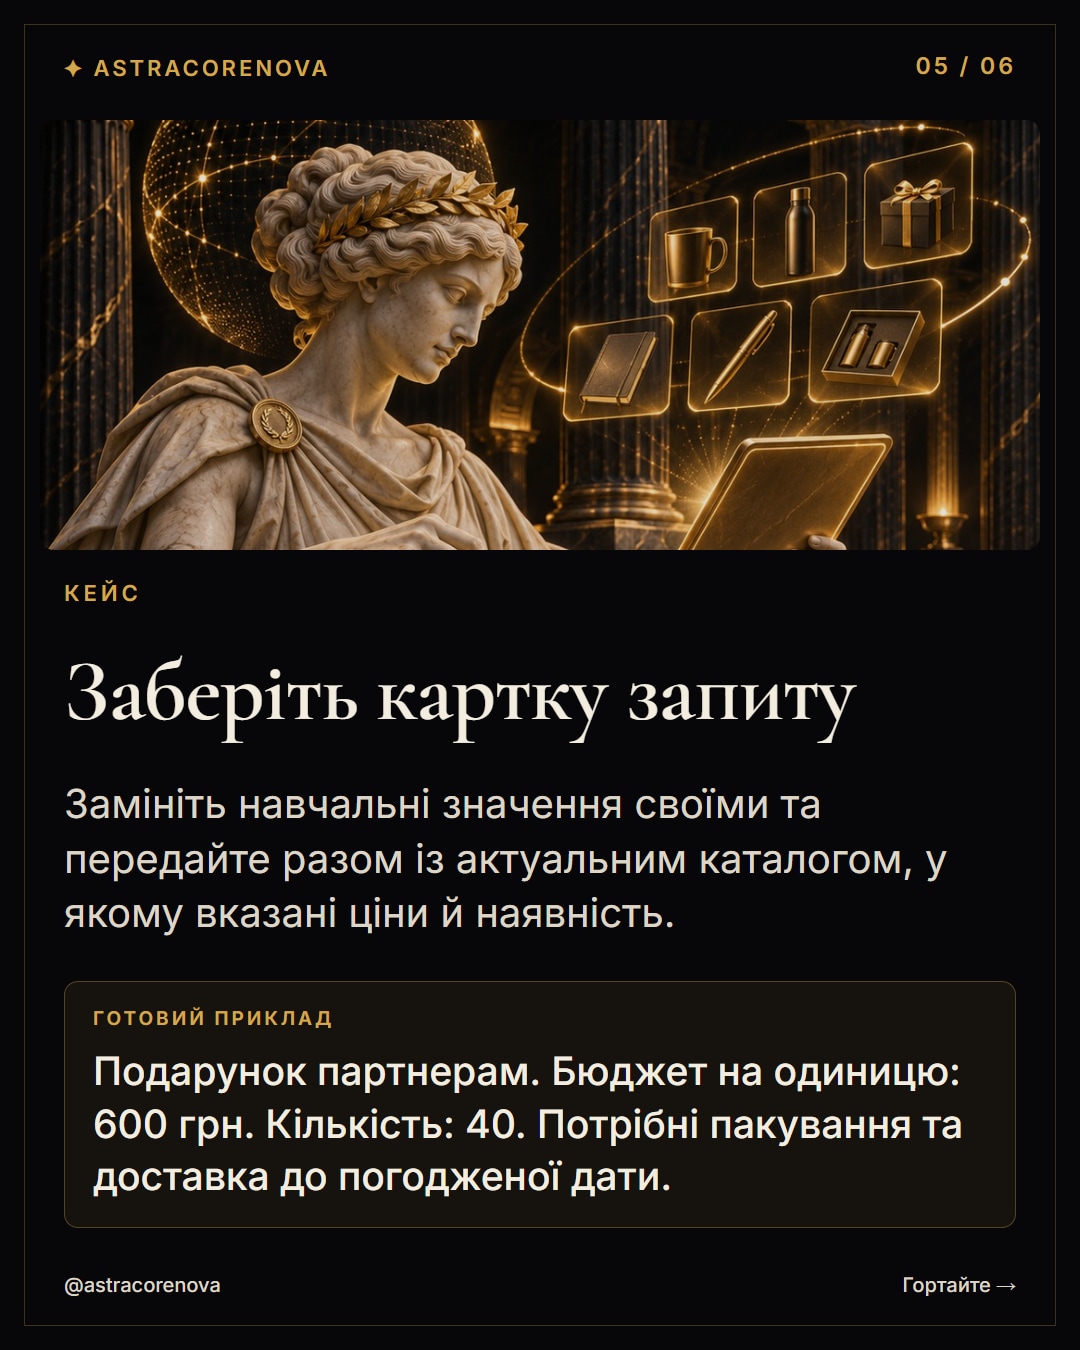 ✦ ASTRACORENOVA
05 / 06
КЕЙС
Заберіть картку запиту
Замініть навчальні значення своїми та
передайте разом із актуальним каталогом, у
якому вказані ціни й наявність.
ГОТОВИЙ ПРИКЛАД
Подарунок партнерам. Бюджет на одиницю:
600 грн. Кількість: 40. Потрібні пакування та
доставка до погодженої дати.
@astracorenova
Гортайте →